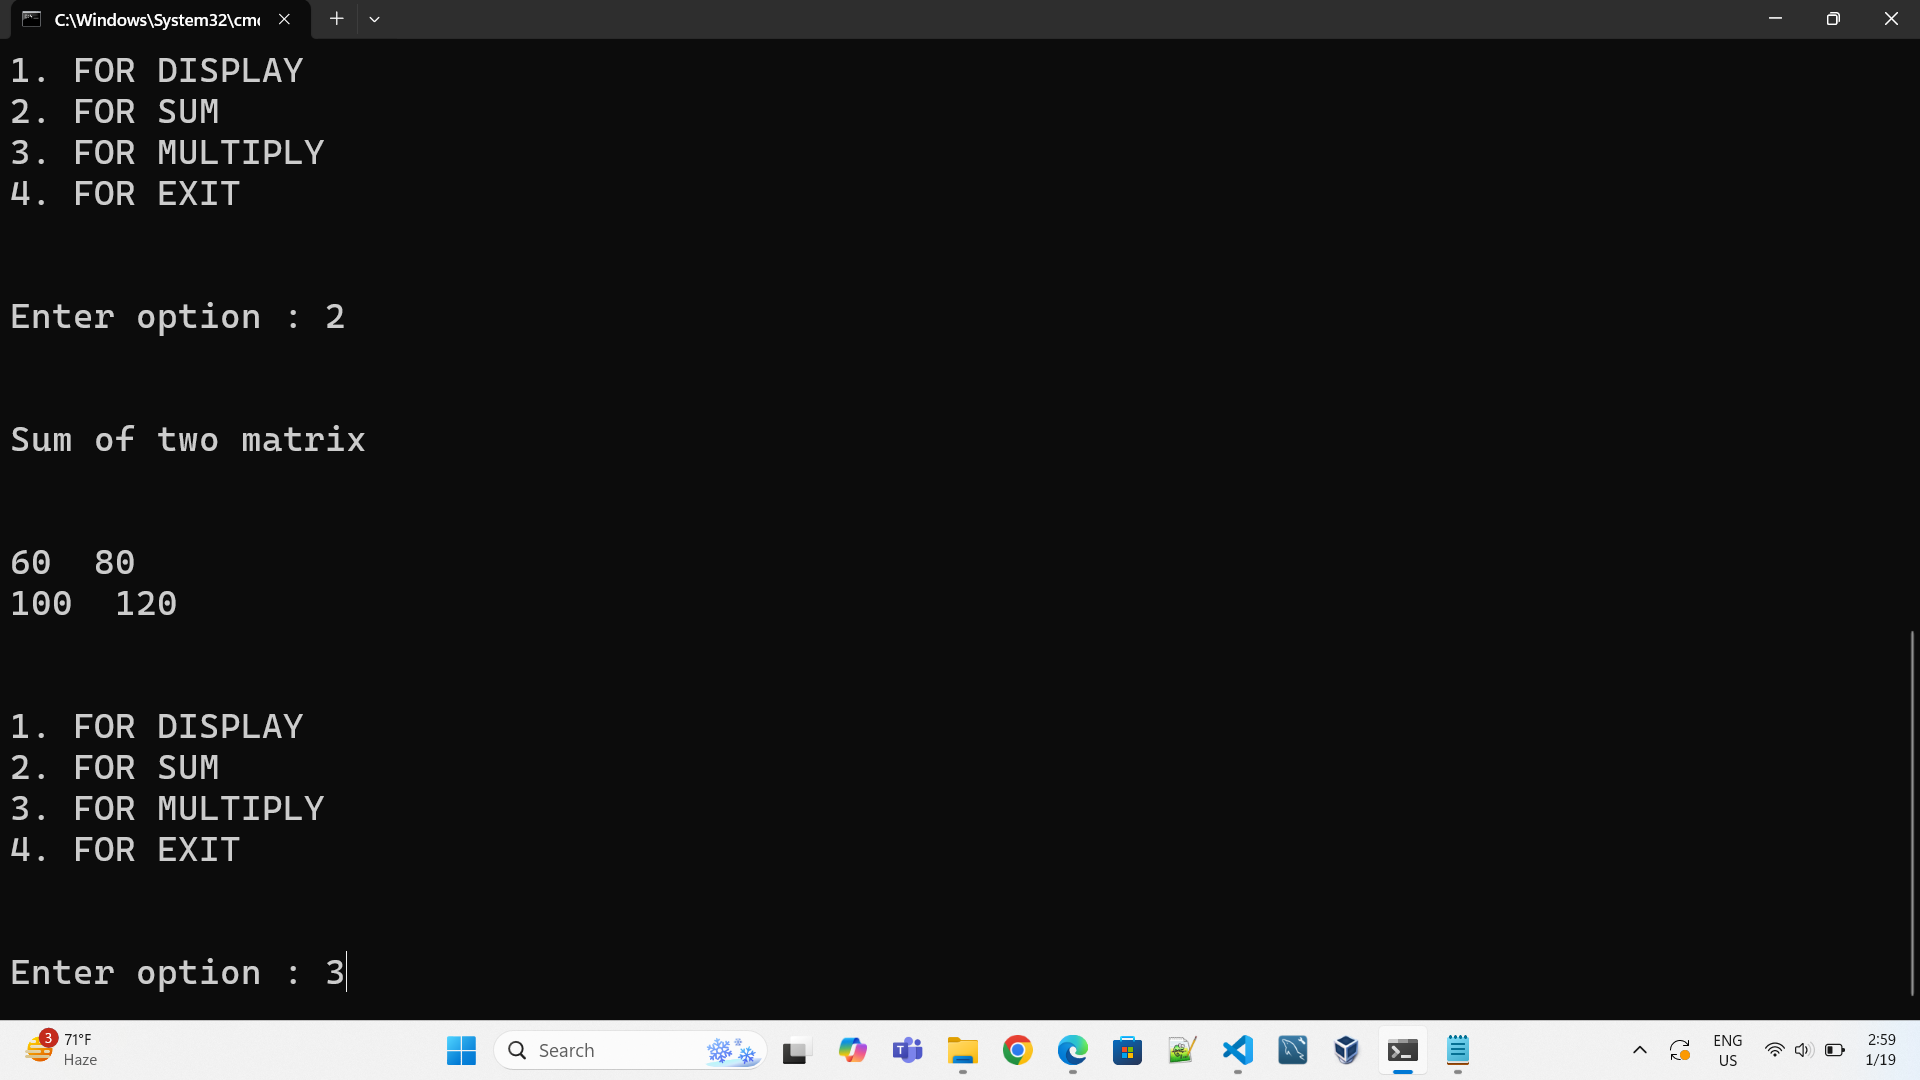 C:\Windows\System32\cm
1. FOR DISPLAY
2. FOR SUM
3. FOR MULTIPLY
4. FOR EXIT
Enter option : 2
Sum of two matrix
60  80
100  120
1. FOR DISPLAY
2. FOR SUM
3. FOR MULTIPLY
4. FOR EXIT
Enter option : 3
3
71°F
Haze
Search
ENG
US
2:59
1/19